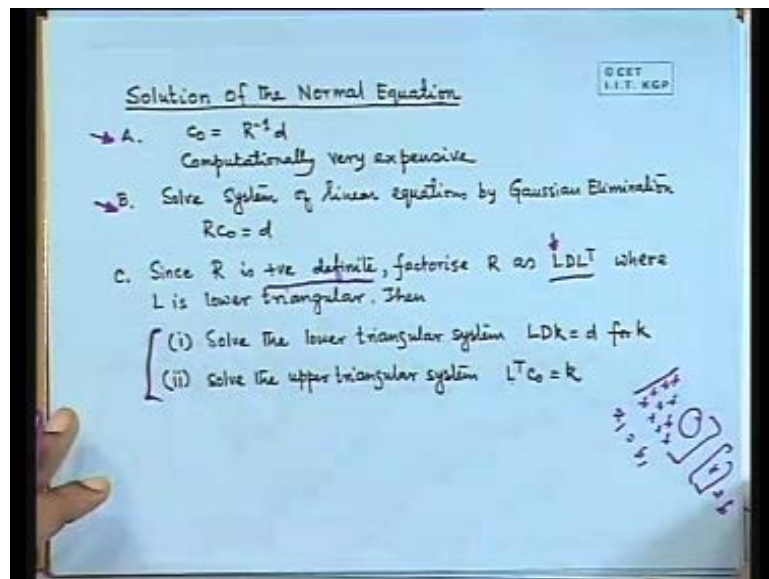 Solution of the Normal Equation
© CET
I.I.T. KGP
A. c₀ = R⁻¹d
Computationally very expensive
B. Solve System of linear equations by Gaussian Elimination
Rc₀ = d
C. Since R is +ve definite, factorise R as LDLᵀ where
L is lower triangular. Then
(i) Solve the lower triangular system LDk = d for k
(ii) solve the upper triangular system Lᵀc₀ = k